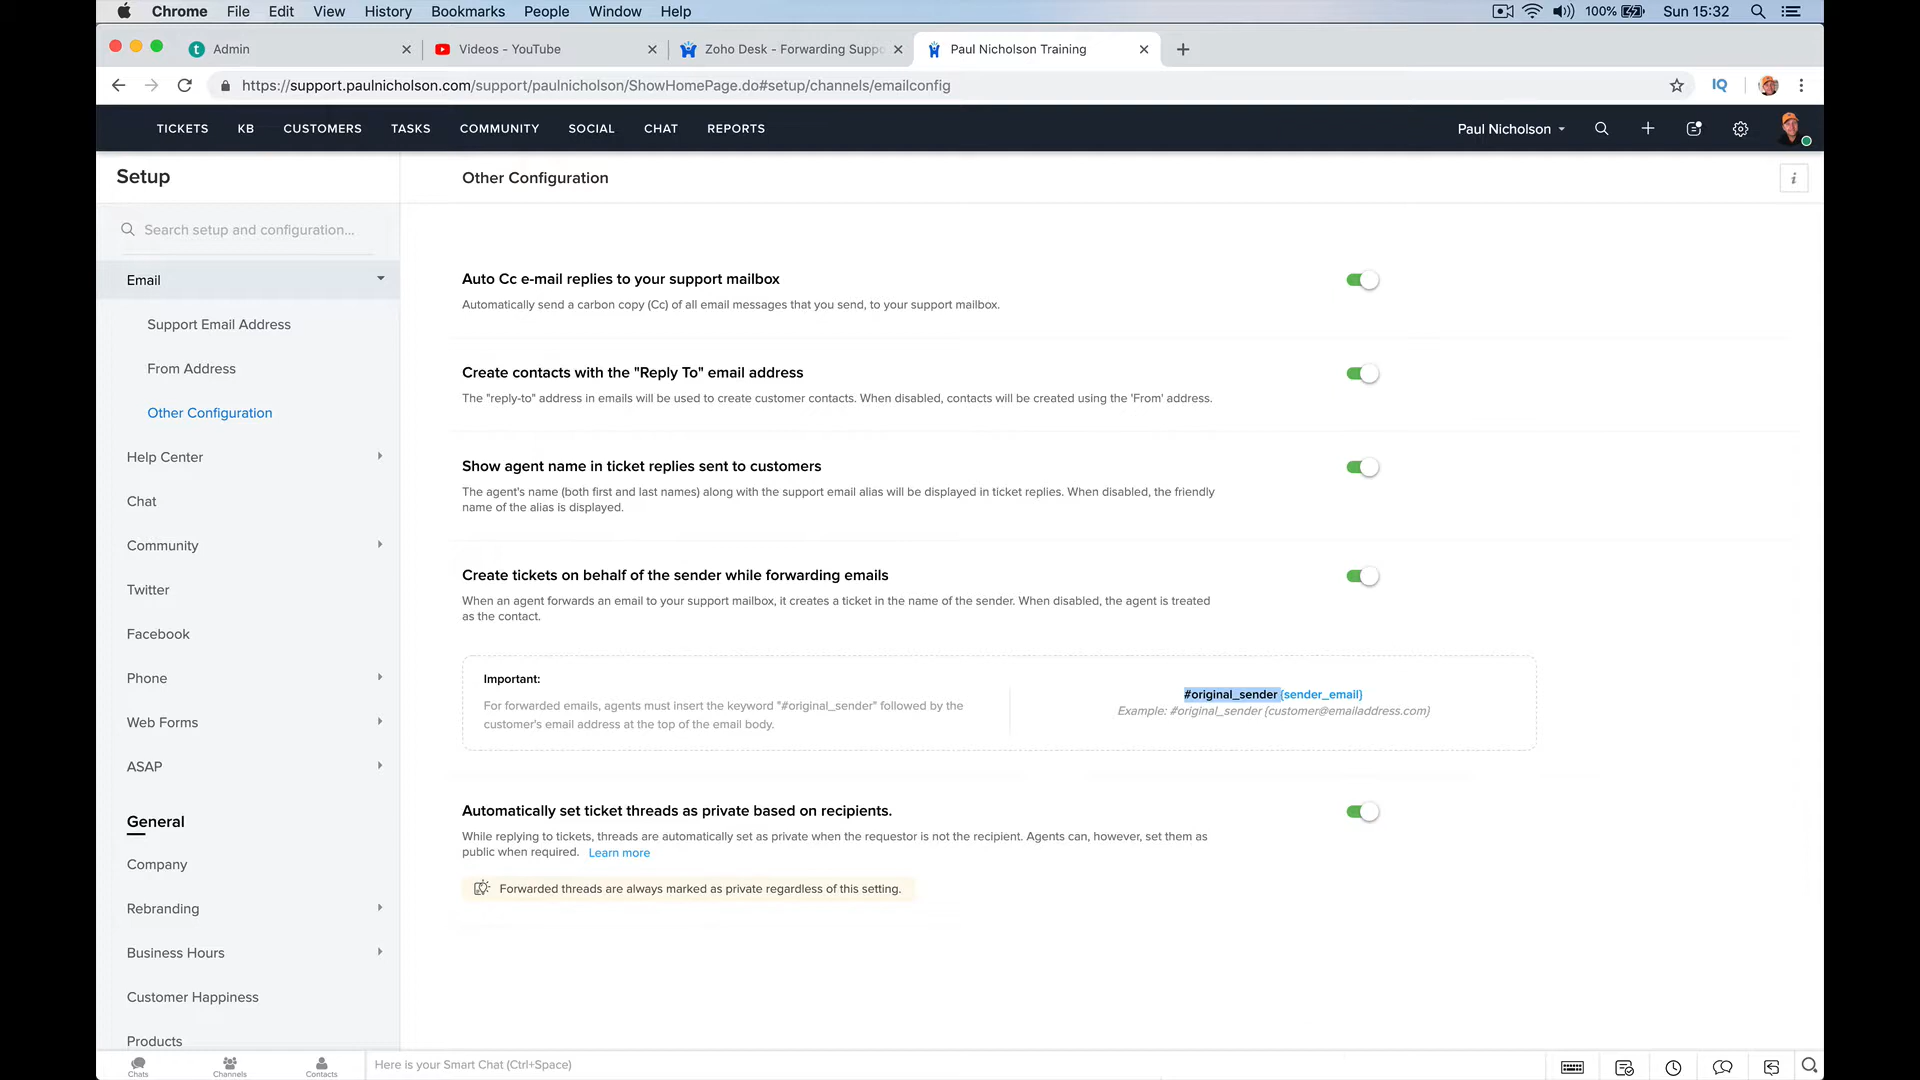 Chrome File Edit View History Bookmarks People Window Help 100% Sun 15:32
Admin
Videos - YouTube
Zoho Desk - Forwarding Suppo
Paul Nicholson Training
https://support.paulnicholson.com/support/paulnicholson/ShowHomePage.do#setup/channels/emailconfig
IQ
TICKETS KB CUSTOMERS TASKS COMMUNITY SOCIAL CHAT REPORTS
Paul Nicholson
Setup
Search setup and configuration...
Email
Support Email Address
From Address
Other Configuration
Help Center
Chat
Community
Twitter
Facebook
Phone
Web Forms
ASAP
General
Company
Rebranding
Business Hours
Customer Happiness
Products
Other Configuration
i
Auto Cc e-mail replies to your support mailbox
Automatically send a carbon copy (Cc) of all email messages that you send, to your support mailbox.
Create contacts with the "Reply To" email address
The "reply-to" address in emails will be used to create customer contacts. When disabled, contacts will be created using the 'From' address.
Show agent name in ticket replies sent to customers
The agent's name (both first and last names) along with the support email alias will be displayed in ticket replies. When disabled, the friendly
name of the alias is displayed.
Create tickets on behalf of the sender while forwarding emails
When an agent forwards an email to your support mailbox, it creates a ticket in the name of the sender. When disabled, the agent is treated
as the contact.
Important:
For forwarded emails, agents must insert the keyword "#original_sender" followed by the
customer's email address at the top of the email body.
#original_sender {sender_email}
Example: #original_sender {customer@emailaddress.com}
Automatically set ticket threads as private based on recipients.
While replying to tickets, threads are automatically set as private when the requestor is not the recipient. Agents can, however, set them as
public when required. Learn more
Forwarded threads are always marked as private regardless of this setting.
Chats
Channels
Contacts
Here is your Smart Chat (Ctrl+Space)